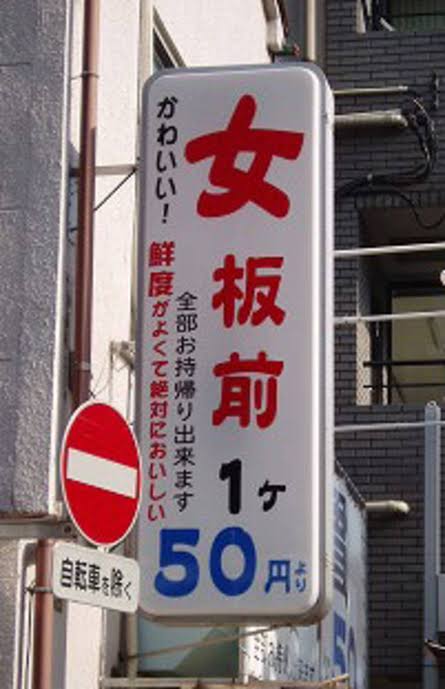 女板前
1ヶ
50円より
かわいい！
全部お持帰り出来ます
鮮度がよくて絶対においしい
自転車を除く